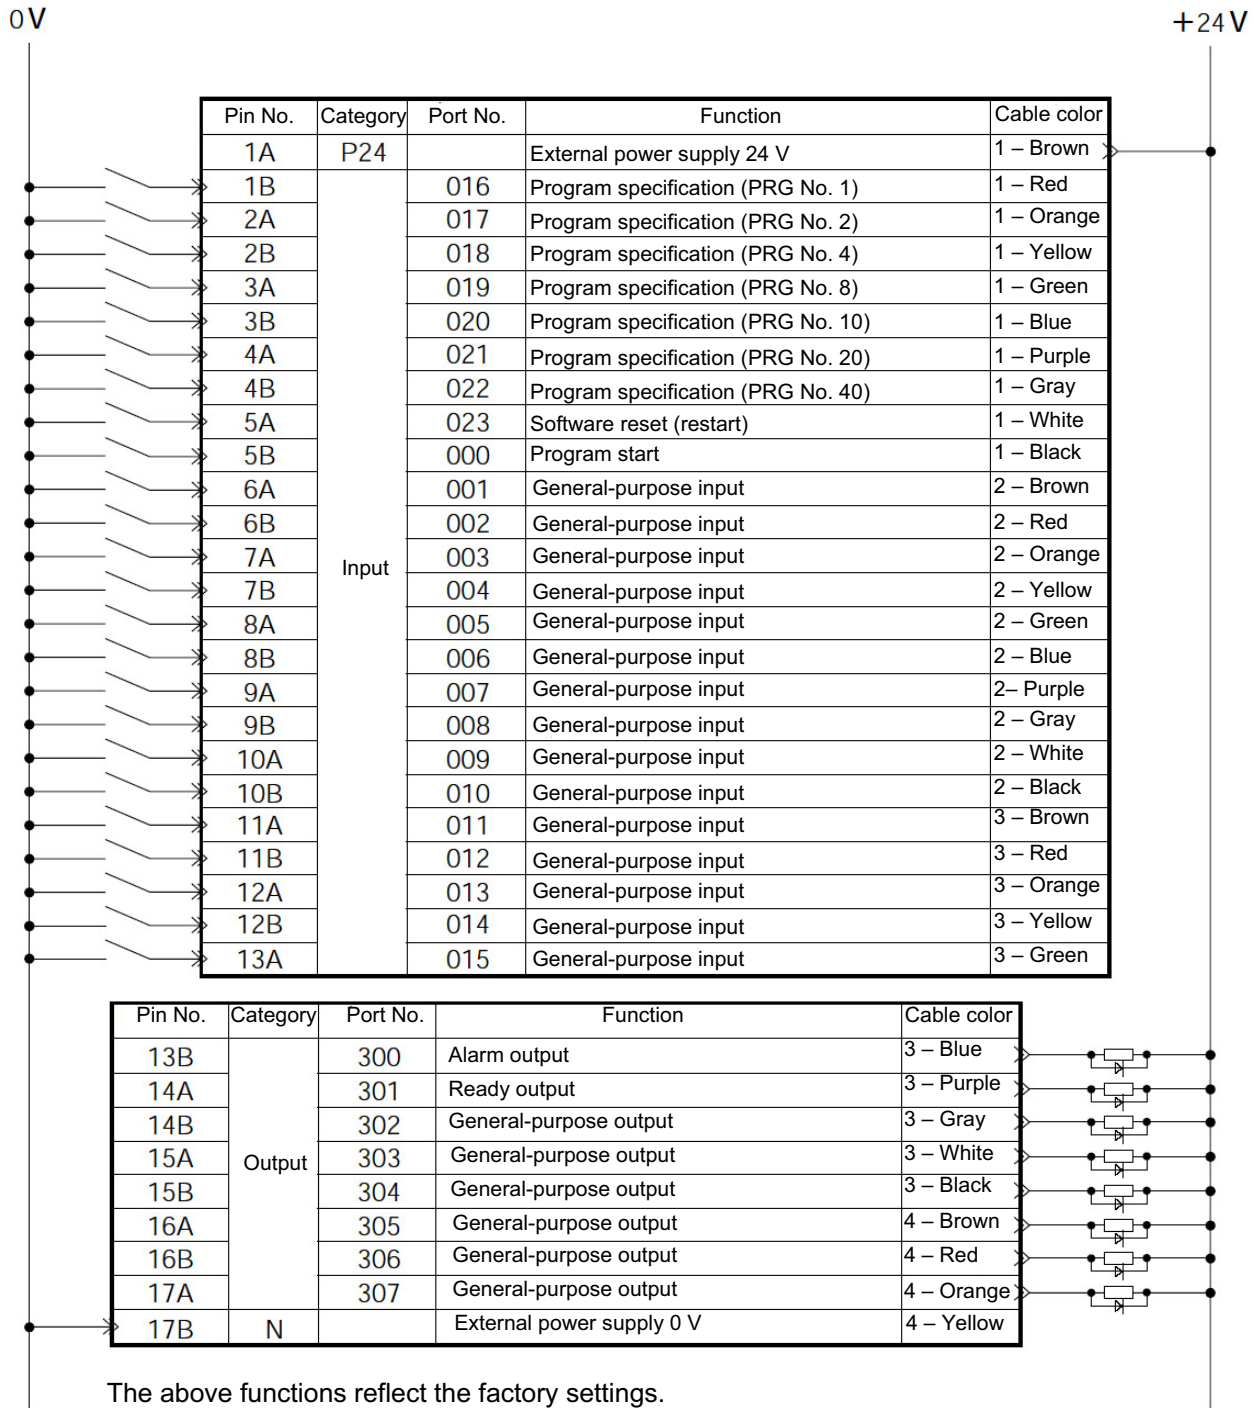 0V +24V
Pin No. Category Port No. Function Cable color
1A P24 External power supply 24 V 1 – Brown
1B 016 Program specification (PRG No. 1) 1 – Red
2A 017 Program specification (PRG No. 2) 1 – Orange
2B 018 Program specification (PRG No. 4) 1 – Yellow
3A 019 Program specification (PRG No. 8) 1 – Green
3B 020 Program specification (PRG No. 10) 1 – Blue
4A 021 Program specification (PRG No. 20) 1 – Purple
4B 022 Program specification (PRG No. 40) 1 – Gray
5A 023 Software reset (restart) 1 – White
5B 000 Program start 1 – Black
6A 001 General-purpose input 2 – Brown
6B 002 General-purpose input 2 – Red
7A Input 003 General-purpose input 2 – Orange
7B 004 General-purpose input 2 – Yellow
8A 005 General-purpose input 2 – Green
8B 006 General-purpose input 2 – Blue
9A 007 General-purpose input 2– Purple
9B 008 General-purpose input 2 – Gray
10A 009 General-purpose input 2 – White
10B 010 General-purpose input 2 – Black
11A 011 General-purpose input 3 – Brown
11B 012 General-purpose input 3 – Red
12A 013 General-purpose input 3 – Orange
12B 014 General-purpose input 3 – Yellow
13A 015 General-purpose input 3 – Green
Pin No. Category Port No. Function Cable color
13B 300 Alarm output 3 – Blue
14A 301 Ready output 3 – Purple
14B 302 General-purpose output 3 – Gray
15A Output 303 General-purpose output 3 – White
15B 304 General-purpose output 3 – Black
16A 305 General-purpose output 4 – Brown
16B 306 General-purpose output 4 – Red
17A 307 General-purpose output 4 – Orange
17B N External power supply 0 V 4 – Yellow
The above functions reflect the factory settings.